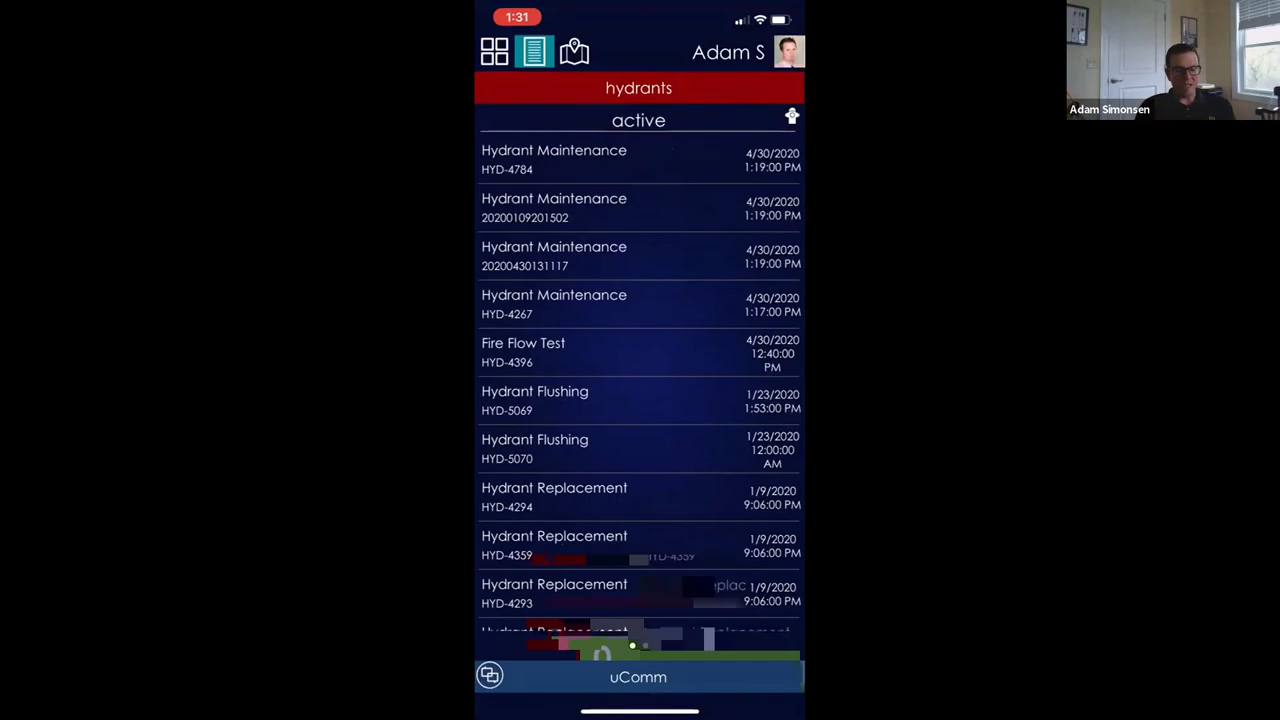 1:31
Adam S
hydrants
active
Hydrant Maintenance
4/30/2020
HYD-4784
1:19:00 PM
Hydrant Maintenance
4/30/2020
20200109201502
1:19:00 PM
Hydrant Maintenance
4/30/2020
20200430131117
1:19:00 PM
Hydrant Maintenance
4/30/2020
HYD-4267
1:17:00 PM
Fire Flow Test
4/30/2020
12:40:00
HYD-4396
PM
Hydrant Flushing
1/23/2020
HYD-5069
1:53:00 PM
Hydrant Flushing
1/23/2020
12:00:00
HYD-5070
AM
Hydrant Replacement
1/9/2020
HYD-4294
9:06:00 PM
Hydrant Replacement
1/9/2020
HYD-4359
9:06:00 PM
Hydrant Replacement
1/9/2020
HYD-4293
9:06:00 PM
uComm
Adam Simonsen